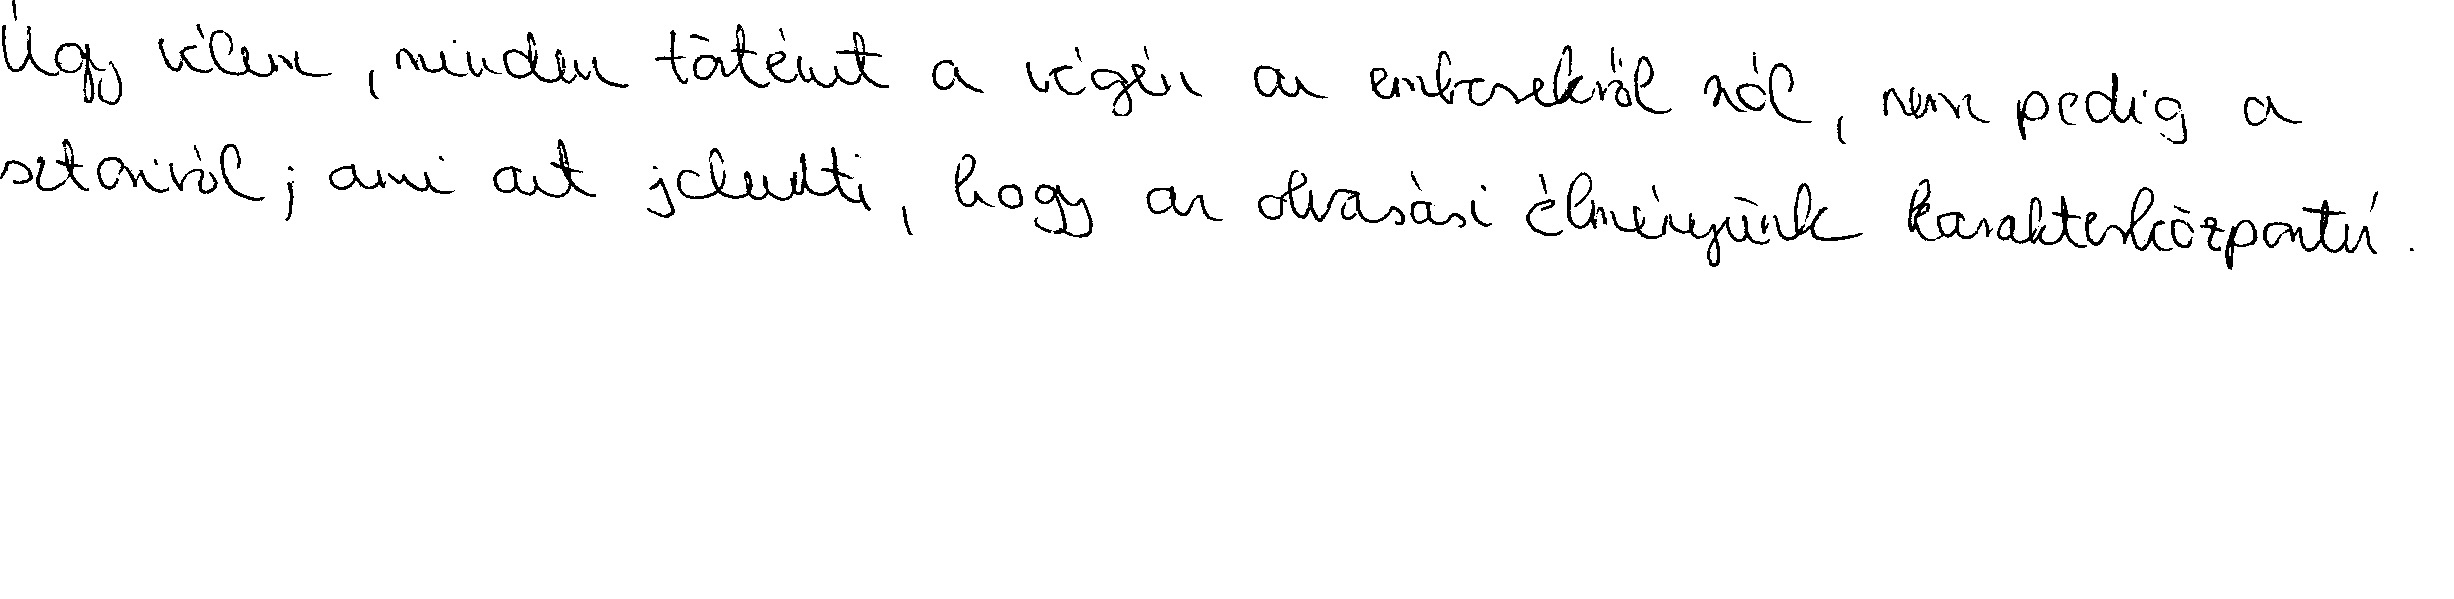 Úgy vélem, minden történet a végén az emberekről szól, nem pedig a
sztoriról; ami azt jelenti, hogy az olvasási élményünk karakterközpontú.